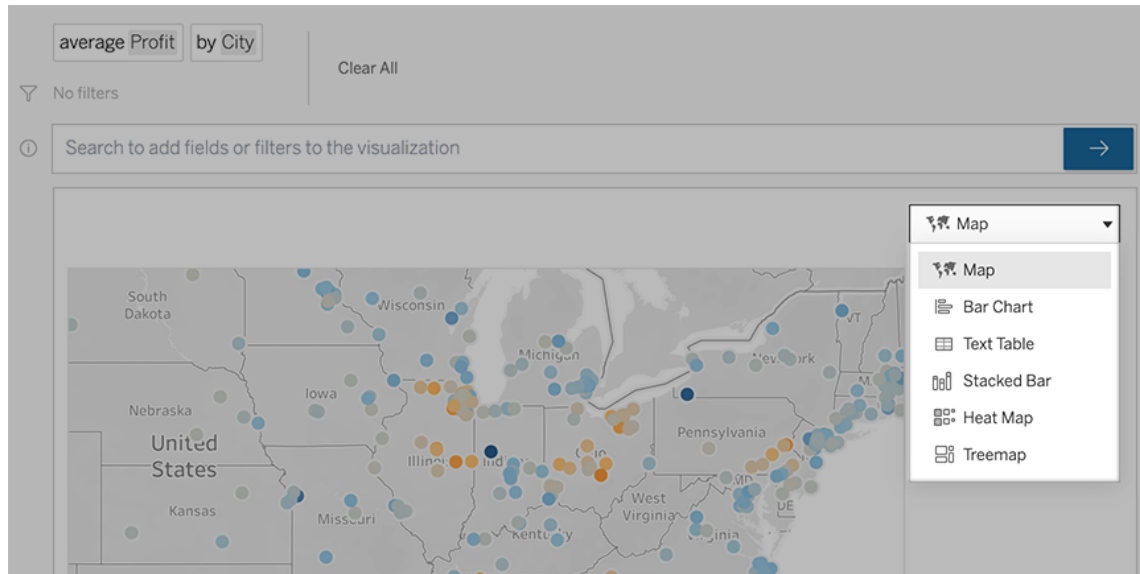 average Profit by City
Clear All
No filters
Search to add fields or filters to the visualization
Map
Map
Bar Chart
Text Table
Stacked Bar
Heat Map
Treemap
South
Dakota
Wisconsin
VT
Michigan
New York
Iowa
M.
Nebraska
United
States
Pennsylvania
Ohio
MD
West
Virginia
DE
Kansas
Missouri
Kentucky